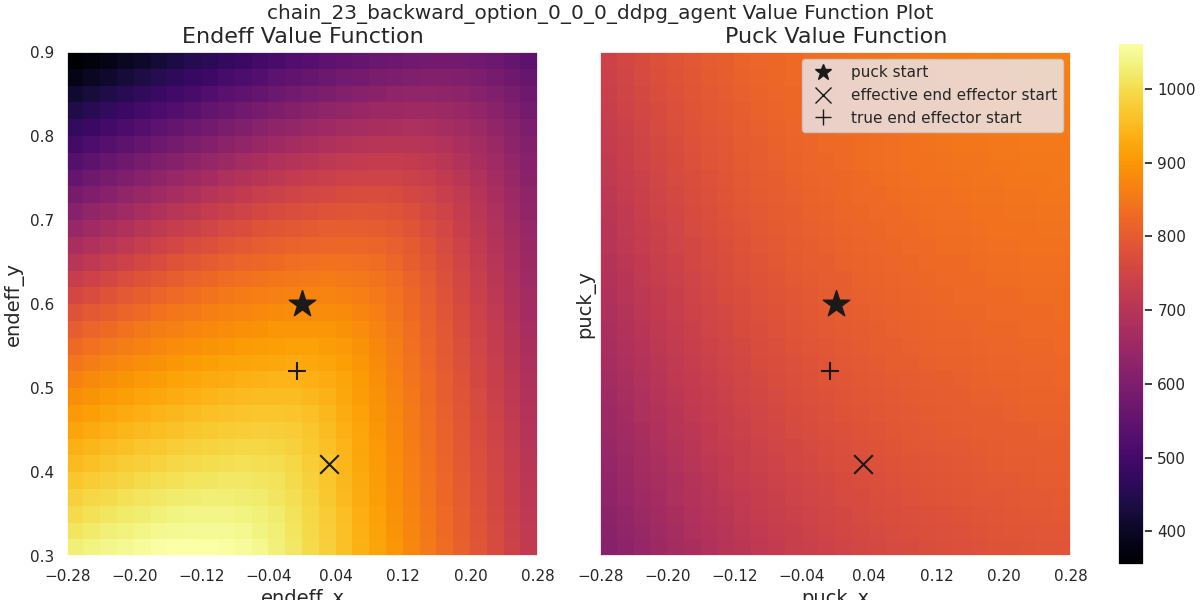 chain_23_backward_option_0_0_0_ddpg_agent Value Function Plot
Endeff Value Function
Puck Value Function
puck start
effective end effector start
true end effector start
endeff_y
0.9
0.8
0.7
0.6
0.5
0.4
0.3
−0.28 −0.20 −0.12 −0.04 0.04 0.12 0.20 0.28
endeff_x
puck_y
−0.28 −0.20 −0.12 −0.04 0.04 0.12 0.20 0.28
puck_x
1000
900
800
700
600
500
400